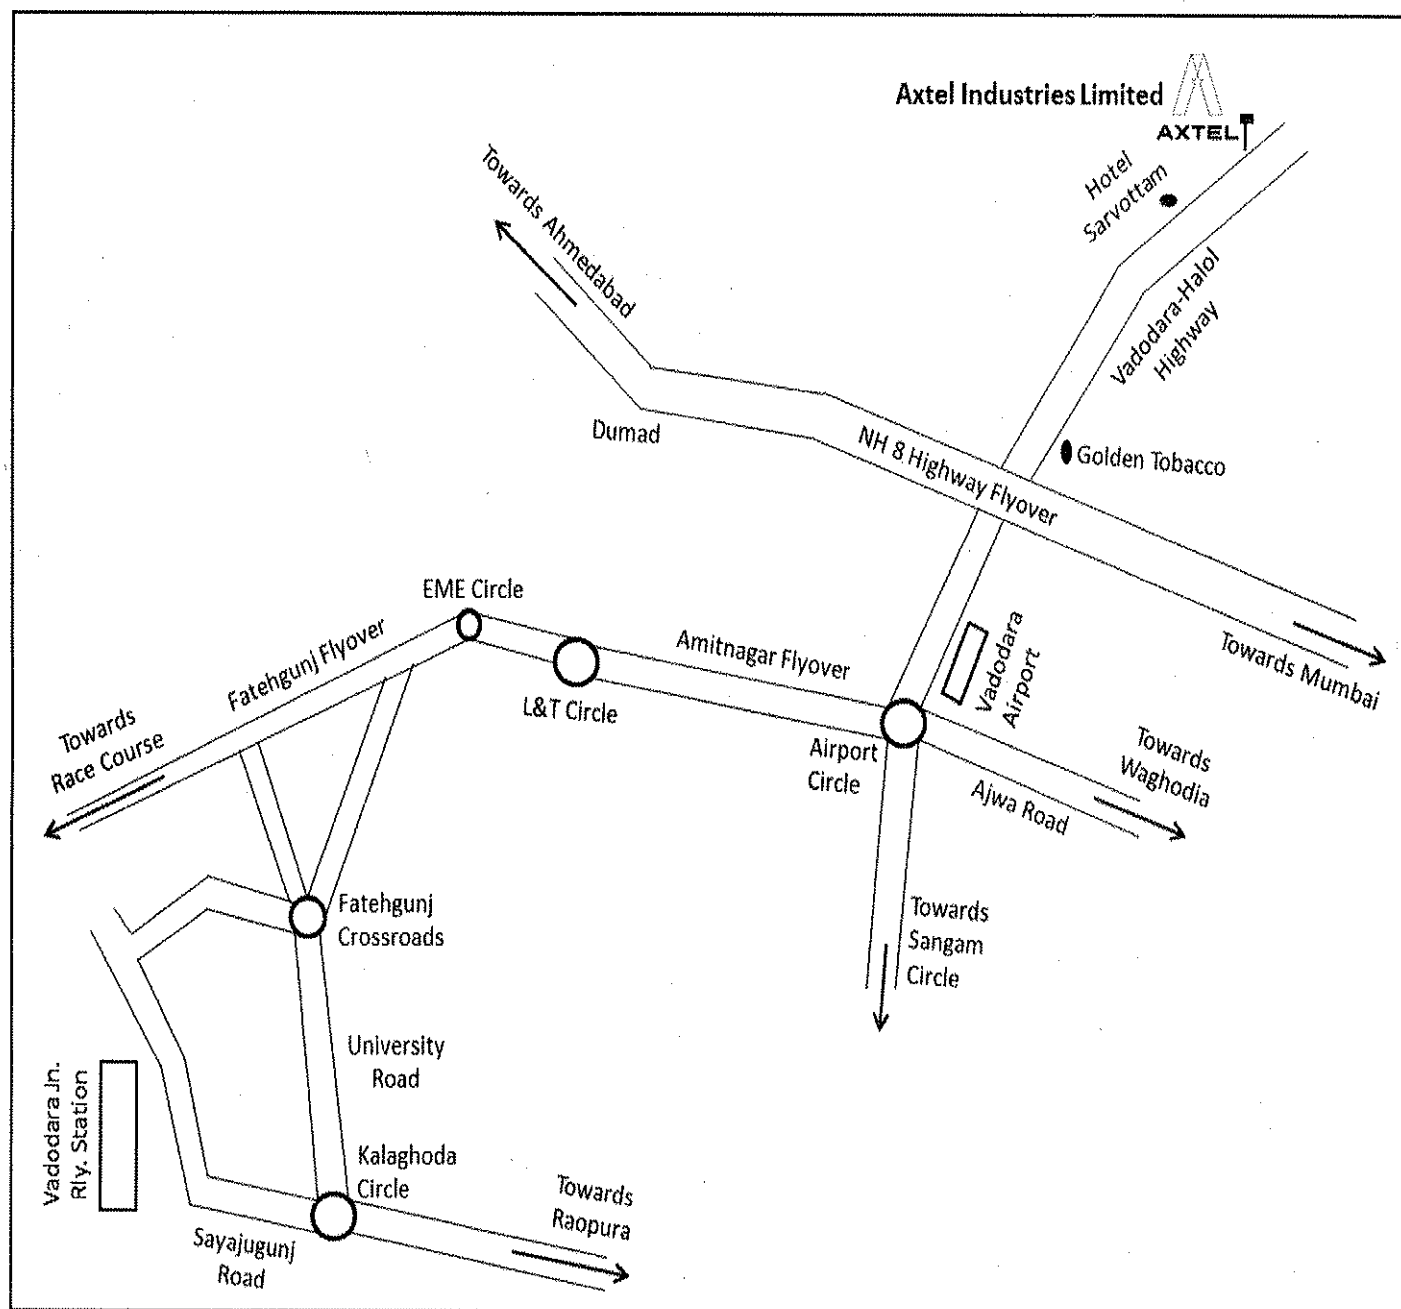 Axtel Industries Limited
AXTEL
Hotel
Sarvottam
Towards Ahmedabad
Vadodara-Halol
Highway
Dumad
NH 8 Highway Flyover
Golden Tobacco
EME Circle
Fatehgunj Flyover
Amitnagar Flyover
Vadodara
Airport
Towards Mumbai
L&T Circle
Towards
Race Course
Airport
Circle
Towards
Waghodia
Ajwa Road
Fatehgunj
Crossroads
Towards
Sangam
Circle
University
Road
Vadodara Jn.
Rly. Station
Kalaghoda
Circle
Towards
Raopura
Sayajugunj
Road